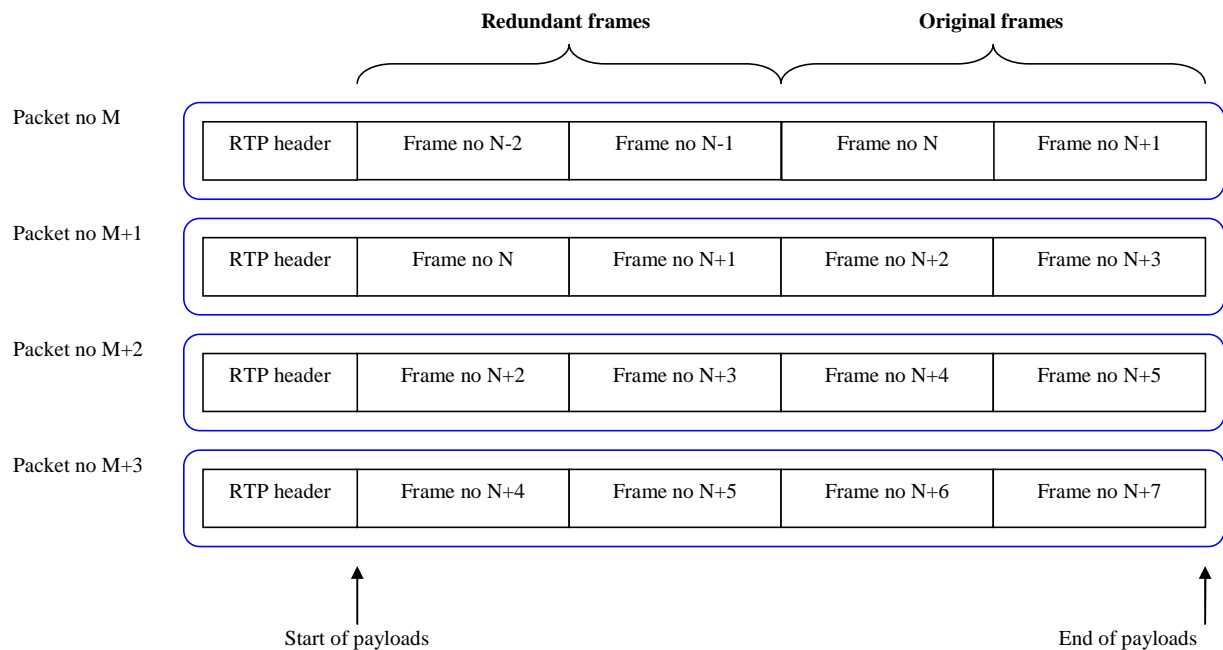 Redundant frames Original frames
Packet no M
RTP header Frame no N-2 Frame no N-1 Frame no N Frame no N+1
Packet no M+1
RTP header Frame no N Frame no N+1 Frame no N+2 Frame no N+3
Packet no M+2
RTP header Frame no N+2 Frame no N+3 Frame no N+4 Frame no N+5
Packet no M+3
RTP header Frame no N+4 Frame no N+5 Frame no N+6 Frame no N+7
Start of payloads End of payloads